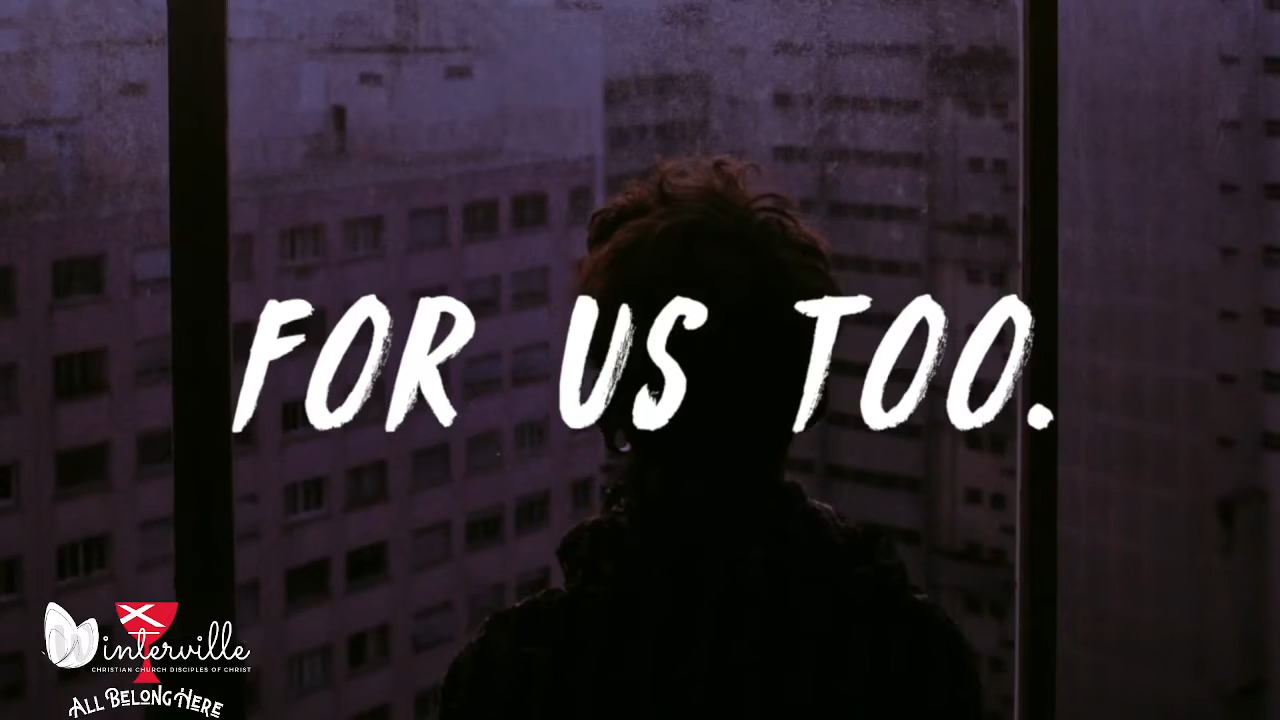 FOR US TOO.
Winterville
CHRISTIAN CHURCH DISCIPLES OF CHRIST
ALL BELONG HERE